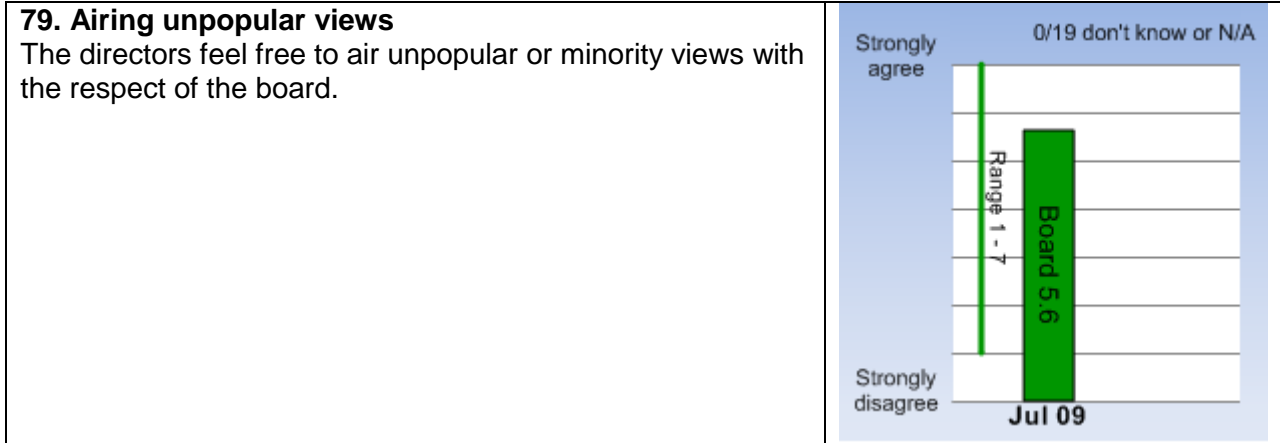 79. Airing unpopular views
The directors feel free to air unpopular or minority views with
the respect of the board.
0/19 don't know or N/A
Strongly
agree
Range 1 - 7
Board 5.6
Strongly
disagree
Jul 09